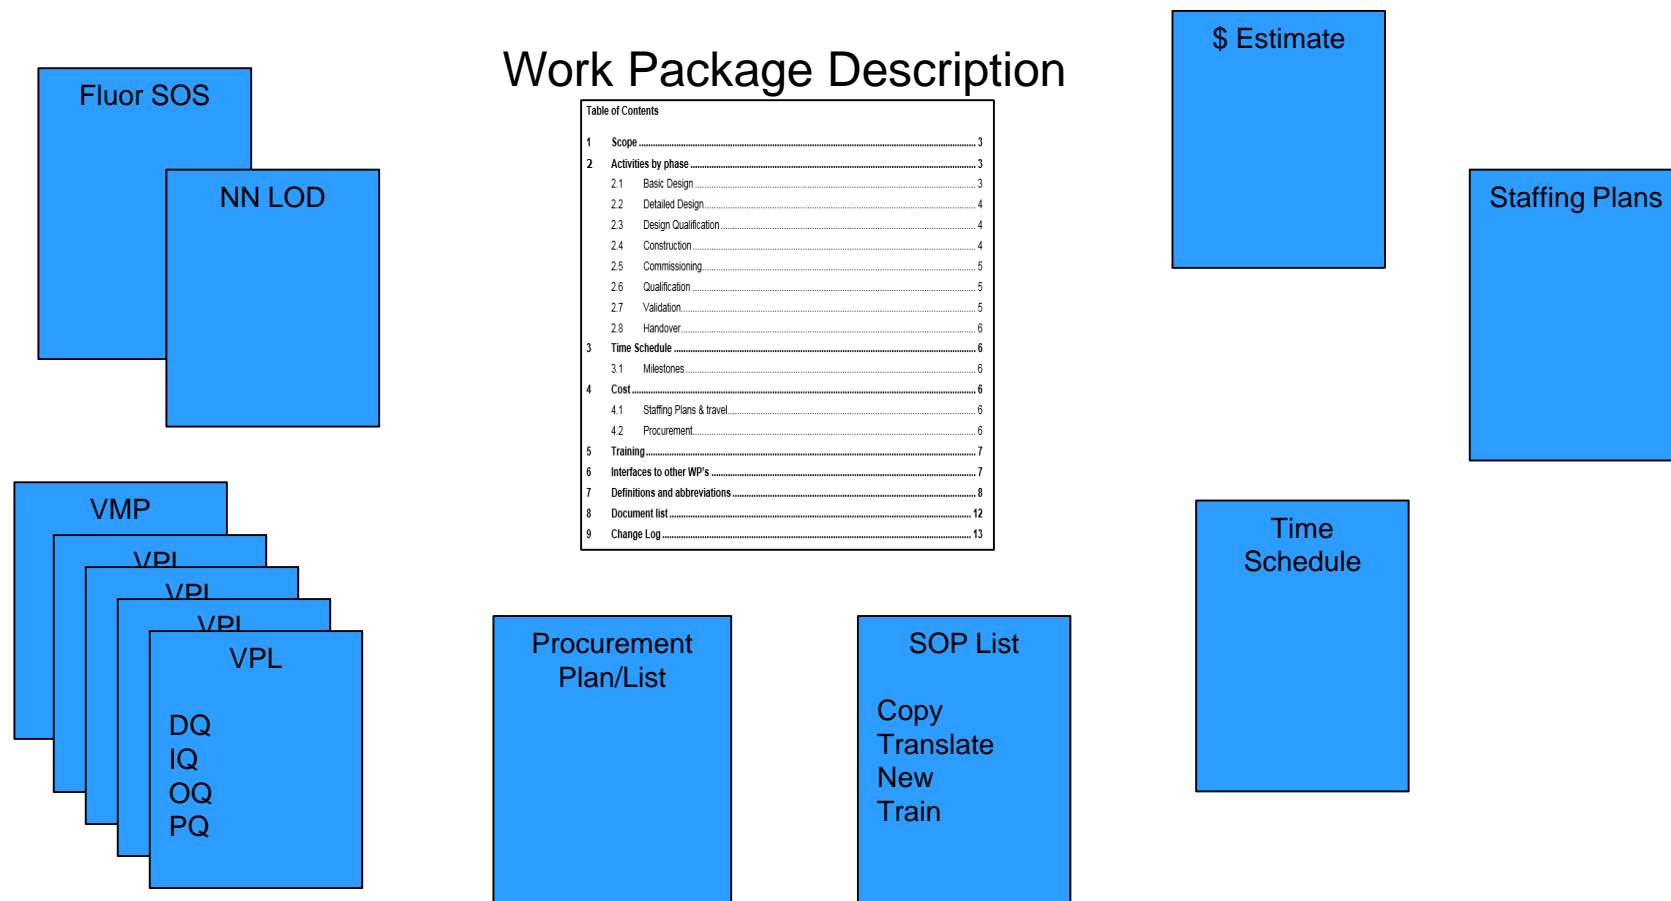 Work Package Description
Fluor SOS
NN LOD
$ Estimate
Staffing Plans
Table of Contents
1 Scope 3
2 Activities by phase 3
2.1 Basic Design 3
2.2 Detailed Design 4
2.3 Design Qualification 4
2.4 Construction 4
2.5 Commissioning 5
2.6 Qualification 5
2.7 Validation 5
2.8 Handover 6
3 Time Schedule 6
3.1 Milestones 6
4 Cost 6
4.1 Staffing Plans & travel 6
4.2 Procurement 6
5 Training 7
6 Interfaces to other WP's 7
7 Definitions and abbreviations 8
8 Document list 12
9 Change Log 13
VMP
VPL
VPL
VPL
VPL
DQ
IQ
OQ
PQ
Procurement
Plan/List
SOP List
Copy
Translate
New
Train
Time
Schedule